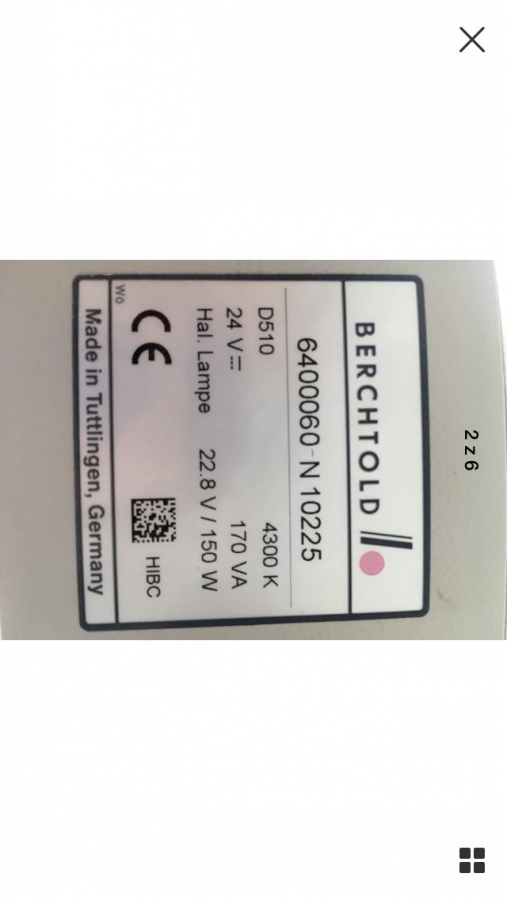 2 z 6
BERCHTOLD
6400060-N 10225
D510 4300 K
24 V 170 VA
Hal. Lampe 22.8 V / 150 W
CE HIBC
Wö
Made in Tuttlingen, Germany